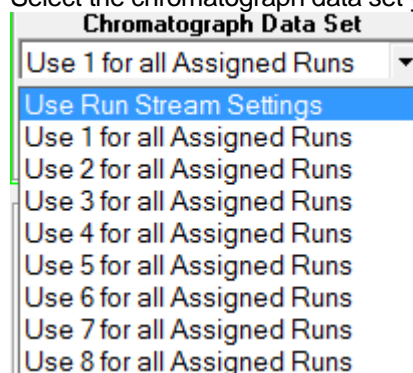 Select the chromatograph data set
Chromatograph Data Set
Use 1 for all Assigned Runs
Use Run Stream Settings
Use 1 for all Assigned Runs
Use 2 for all Assigned Runs
Use 3 for all Assigned Runs
Use 4 for all Assigned Runs
Use 5 for all Assigned Runs
Use 6 for all Assigned Runs
Use 7 for all Assigned Runs
Use 8 for all Assigned Runs